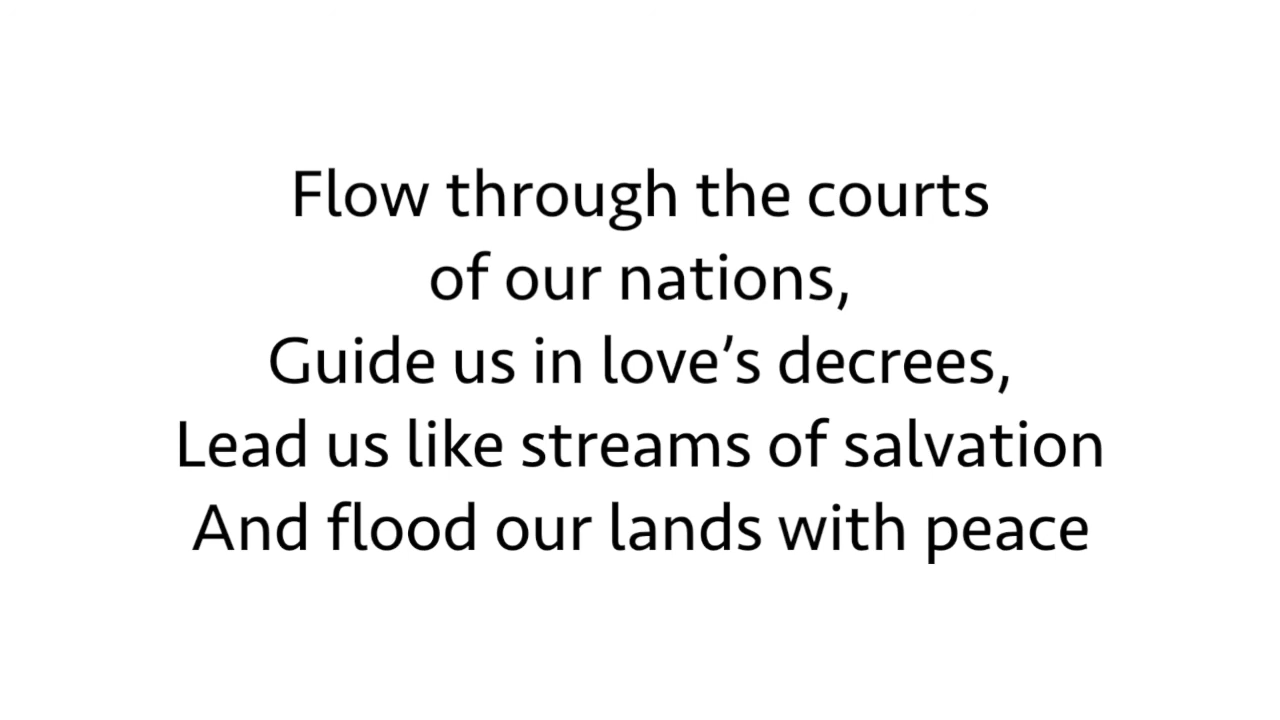 Flow through the courts
of our nations,
Guide us in love’s decrees,
Lead us like streams of salvation
And flood our lands with peace